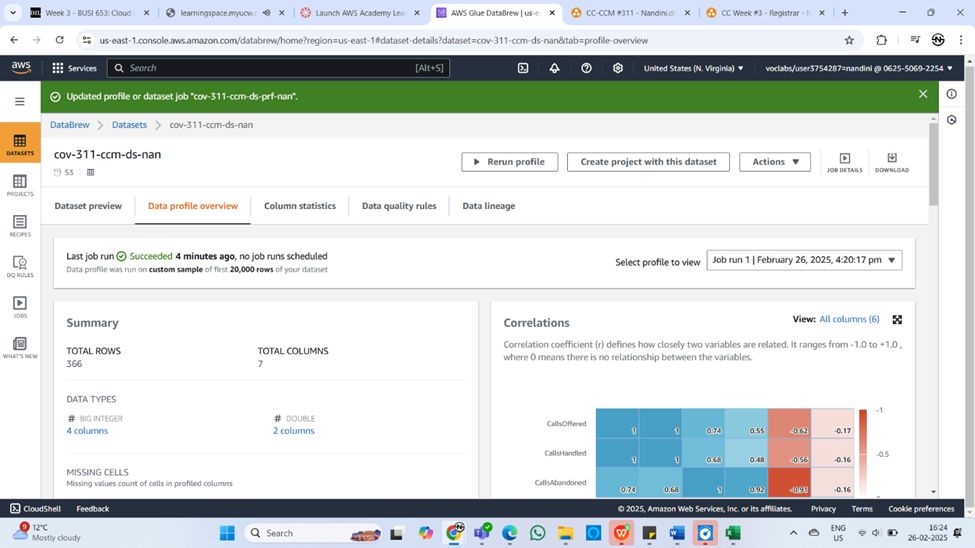 Week 3 - BUSI 653: Cloud
learningspace.myucw.
Launch AWS Academy Lea
AWS Glue DataBrew | us-e
CC-CCM #311 - Nandini.d
CC Week #3 - Registrar - N
us-east-1.console.aws.amazon.com/databrew/home?region=us-east-1#dataset-details?dataset=cov-311-ccm-ds-nan&tab=profile-overview
aws
Services
Search
[Alt+S]
United States (N. Virginia)
voclabs/user3754287=nandini @ 0625-5069-2254
Updated profile or dataset job "cov-311-ccm-ds-prf-nan".
DataBrew
Datasets
cov-311-ccm-ds-nan
DATASETS
PROJECTS
RECIPES
DQ RULES
JOBS
WHAT'S NEW
cov-311-ccm-ds-nan
S3
Rerun profile
Create project with this dataset
Actions
JOB DETAILS
DOWNLOAD
Dataset preview
Data profile overview
Column statistics
Data quality rules
Data lineage
Last job run Succeeded 4 minutes ago, no job runs scheduled
Data profile was run on custom sample of first 20,000 rows of your dataset
Select profile to view
Job run 1 | February 26, 2025, 4:20:17 pm
Summary
TOTAL ROWS
366
TOTAL COLUMNS
7
DATA TYPES
# BIG INTEGER
4 columns
# DOUBLE
2 columns
MISSING CELLS
Missing values count of cells in profiled columns
Correlations
View: All columns (6)
Correlation coefficient (r) defines how closely two variables are related. It ranges from -1.0 to +1.0 ,
where 0 means there is no relationship between the variables.
CallsOffered 1 1 0.74 0.55 -0.62 -0.17
CallsHandled 1 1 0.68 0.48 -0.56 -0.16
CallsAbandoned 0.74 0.68 1 0.92 -0.91 -0.16
-1
-0.5
CloudShell
Feedback
© 2025, Amazon Web Services, Inc. or its affiliates.
Privacy
Terms
Cookie preferences
9
12°C
Mostly cloudy
Search
ENG
US
16:24
26-02-2025